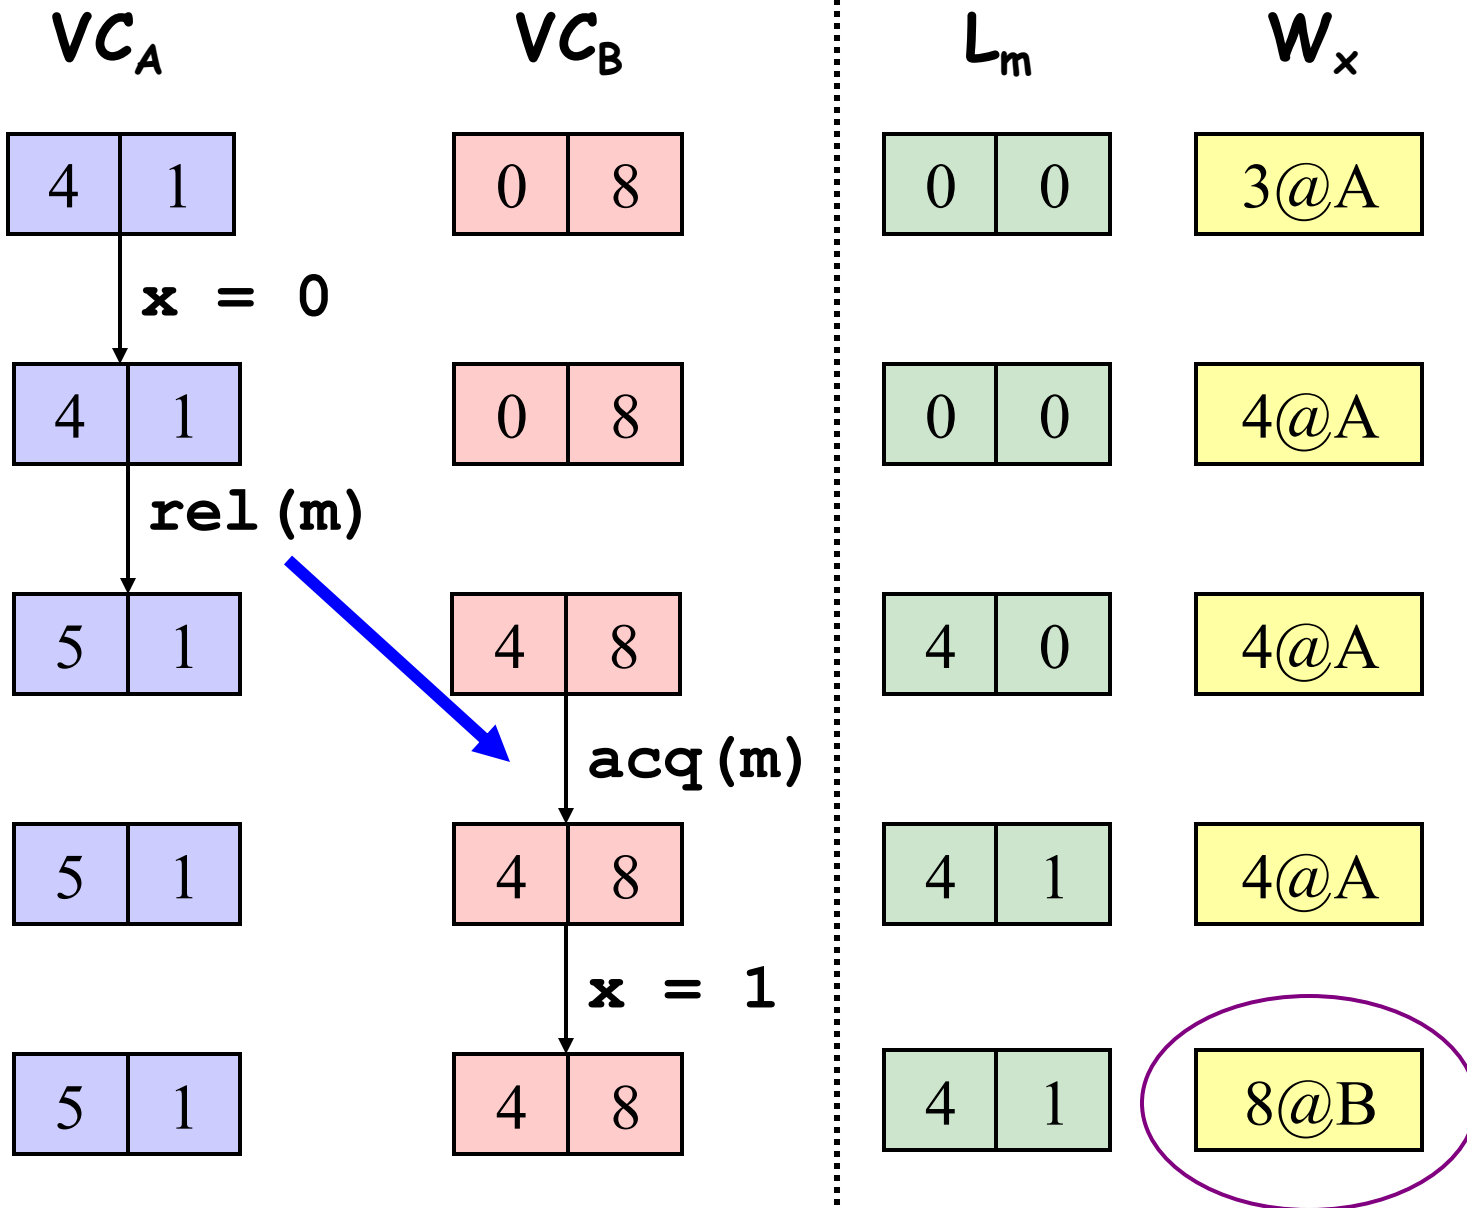 VCA VCB Lm Wx
4 1 0 8 0 0 3@A
x = 0
4 1 0 8 0 0 4@A
rel(m)
5 1 4 8 4 0 4@A
acq(m)
5 1 4 8 4 1 4@A
x = 1
5 1 4 8 4 1 8@B